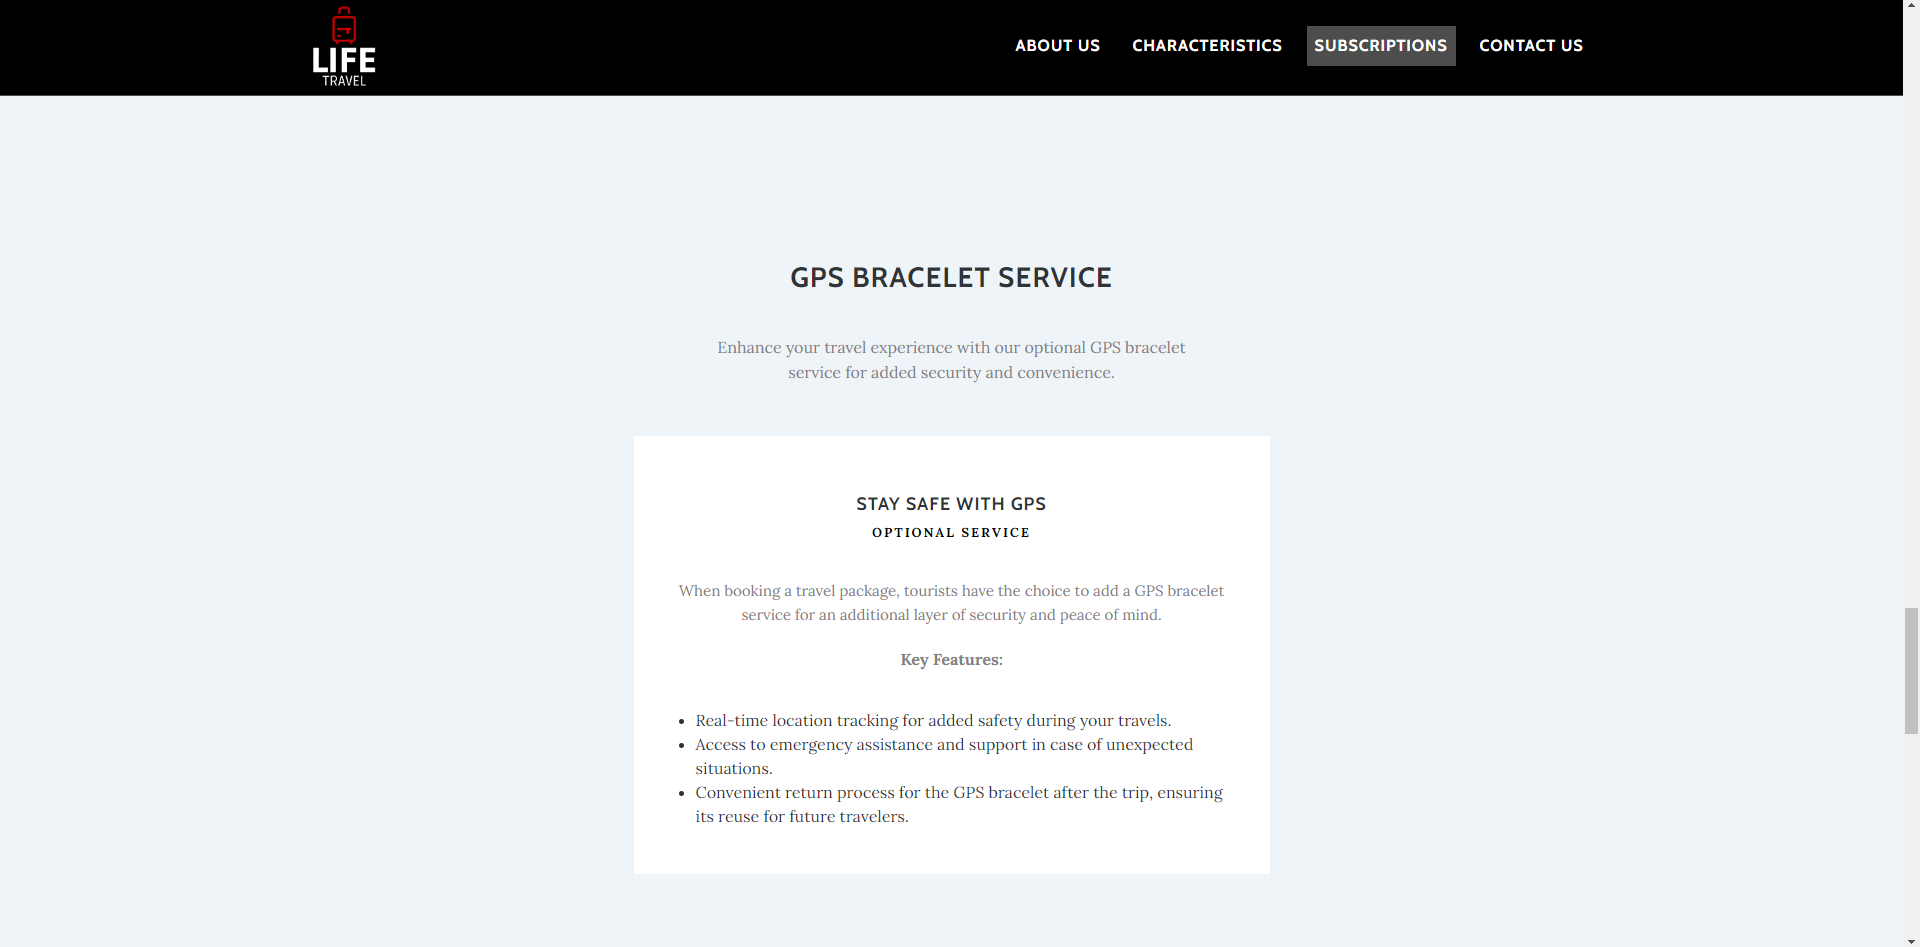 LIFE
TRAVEL
ABOUT US
CHARACTERISTICS
SUBSCRIPTIONS
CONTACT US
GPS BRACELET SERVICE
Enhance your travel experience with our optional GPS bracelet
service for added security and convenience.
STAY SAFE WITH GPS
OPTIONAL SERVICE
When booking a travel package, tourists have the choice to add a GPS bracelet
service for an additional layer of security and peace of mind.
Key Features:
• Real-time location tracking for added safety during your travels.
• Access to emergency assistance and support in case of unexpected
situations.
• Convenient return process for the GPS bracelet after the trip, ensuring
its reuse for future travelers.